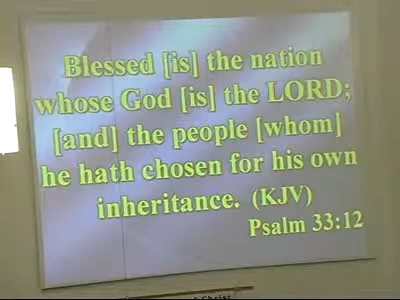 Blessed [is] the nation
whose God [is] the LORD;
[and] the people [whom]
he hath chosen for his own
inheritance. (KJV)
Psalm 33:12
Christ